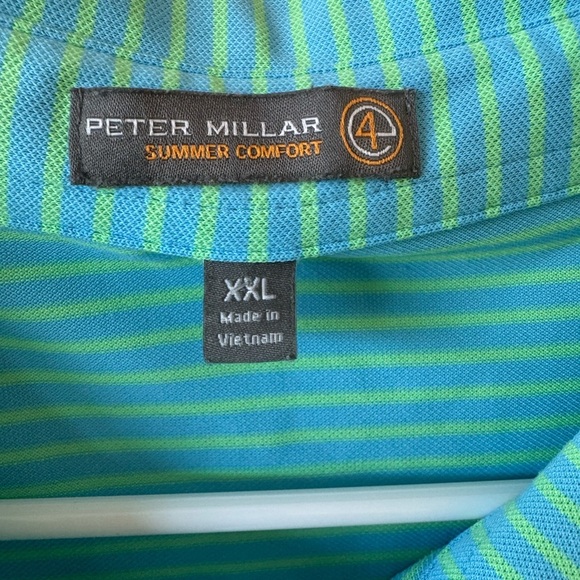 PETER MILLAR
SUMMER COMFORT
4
XXL
Made in
Vietnam